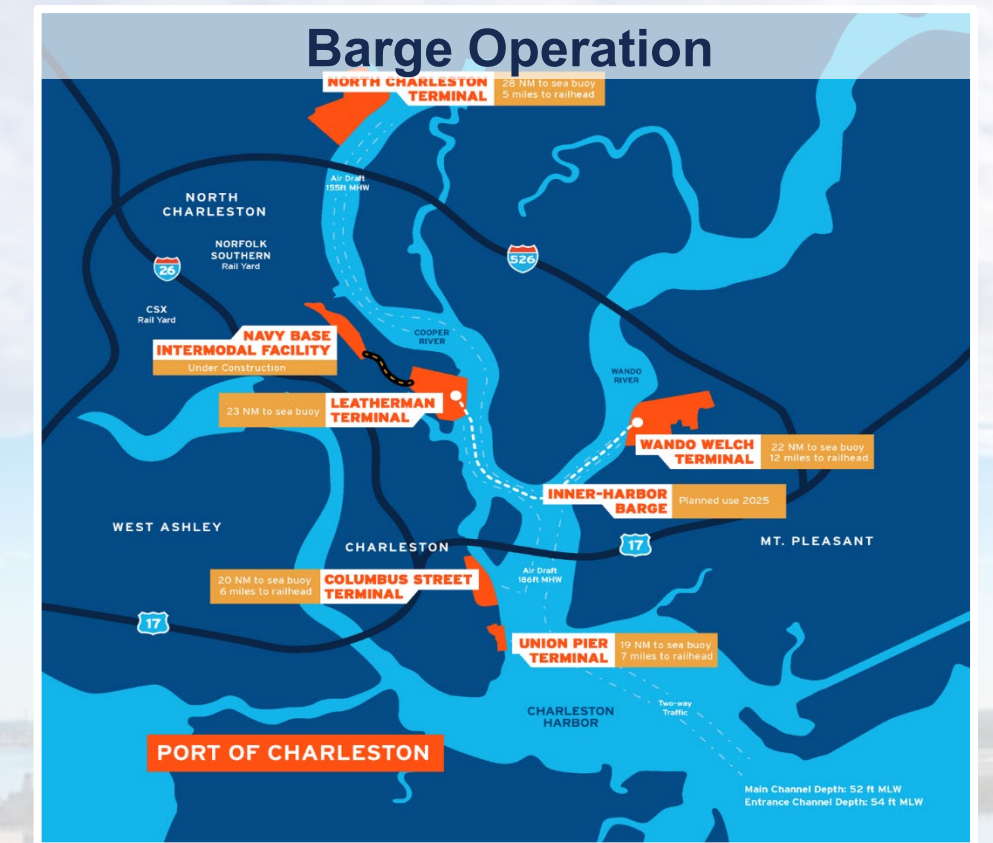 Barge Operation
NORTH CHARLESTON
TERMINAL
28 NM to sea buoy
5 miles to railhead
Air Draft
155ft MHW
NORTH
CHARLESTON
NORFOLK
SOUTHERN
Rail Yard
26
526
CSX
Rail Yard
NAVY BASE
INTERMODAL FACILITY
Under Construction
COOPER
RIVER
WANDO
RIVER
23 NM to sea buoy
LEATHERMAN
TERMINAL
WANDO WELCH
TERMINAL
22 NM to sea buoy
12 miles to railhead
INNER-HARBOR
BARGE
Planned use 2025
WEST ASHLEY
CHARLESTON
17
MT. PLEASANT
Air Draft
186ft MHW
20 NM to sea buoy
6 miles to railhead
COLUMBUS STREET
TERMINAL
17
UNION PIER
TERMINAL
19 NM to sea buoy
7 miles to railhead
CHARLESTON
HARBOR
Two-way
Traffic
PORT OF CHARLESTON
Main Channel Depth: 52 ft MLW
Entrance Channel Depth: 54 ft MLW